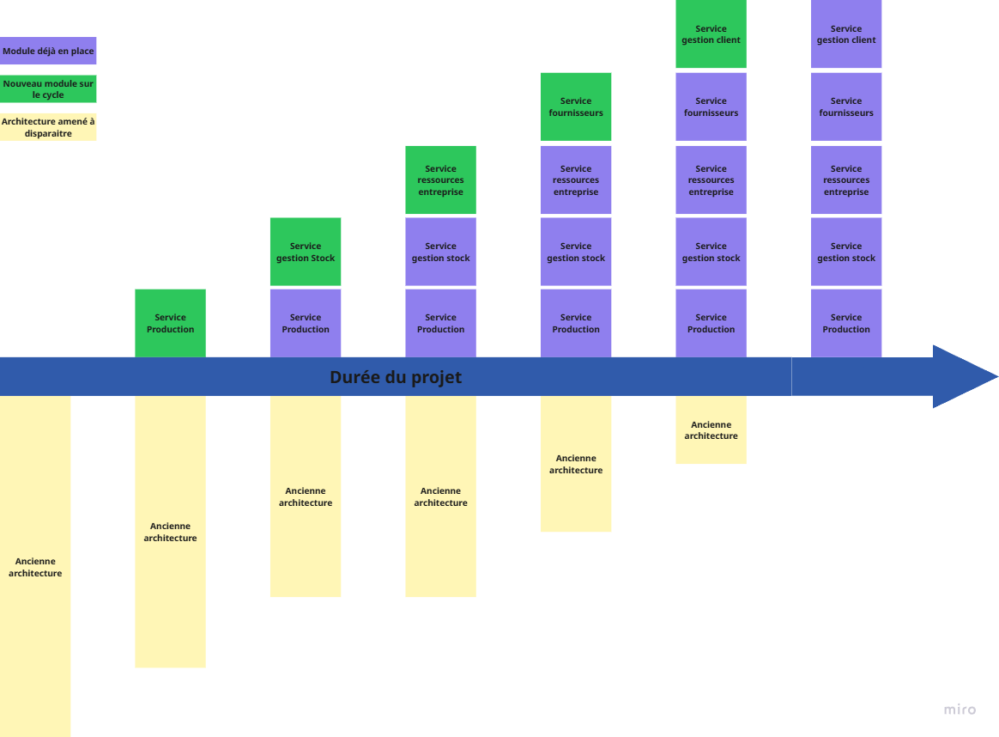 Module déjà en place
Nouveau module sur
le cycle
Architecture amené à
disparaitre
Service
gestion client
Service
gestion client
Service
fournisseurs
Service
fournisseurs
Service
fournisseurs
Service
ressources
entreprise
Service
ressources
entreprise
Service
ressources
entreprise
Service
ressources
entreprise
Service
gestion Stock
Service
gestion stock
Service
gestion stock
Service
gestion stock
Service
gestion stock
Service
Production
Service
Production
Service
Production
Service
Production
Service
Production
Service
Production
Durée du projet
Ancienne
architecture
Ancienne
architecture
Ancienne
architecture
Ancienne
architecture
Ancienne
architecture
Ancienne
architecture
miro